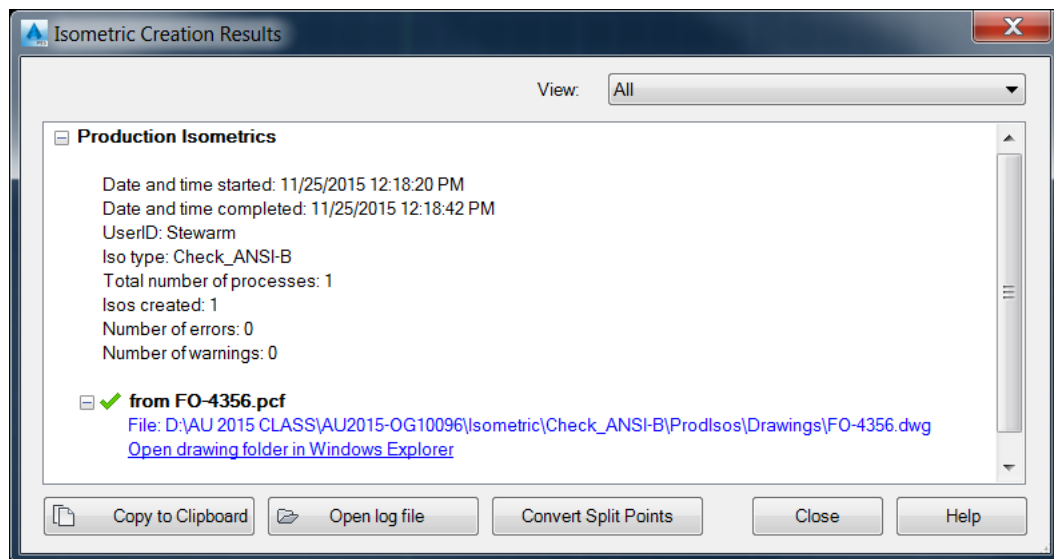 Isometric Creation Results
View: All
Production Isometrics
Date and time started: 11/25/2015 12:18:20 PM
Date and time completed: 11/25/2015 12:18:42 PM
UserID: Stewarm
Iso type: Check_ANSI-B
Total number of processes: 1
Isos created: 1
Number of errors: 0
Number of warnings: 0
from FO-4356.pcf
File: D:\AU 2015 CLASS\AU2015-OG10096\Isometric\Check_ANSI-B\ProdIsos\Drawings\FO-4356.dwg
Open drawing folder in Windows Explorer
Copy to Clipboard Open log file Convert Split Points Close Help